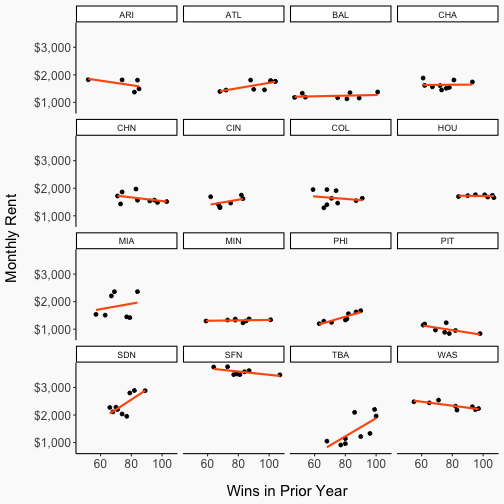 ARI ATL BAL CHA
$3,000
$2,000
$1,000
CHN CIN COL HOU
$3,000
$2,000
$1,000
MIA MIN PHI PIT
$3,000
$2,000
$1,000
SDN SFN TBA WAS
$3,000
$2,000
$1,000
60 80 100 60 80 100 60 80 100 60 80 100
Monthly Rent
Wins in Prior Year